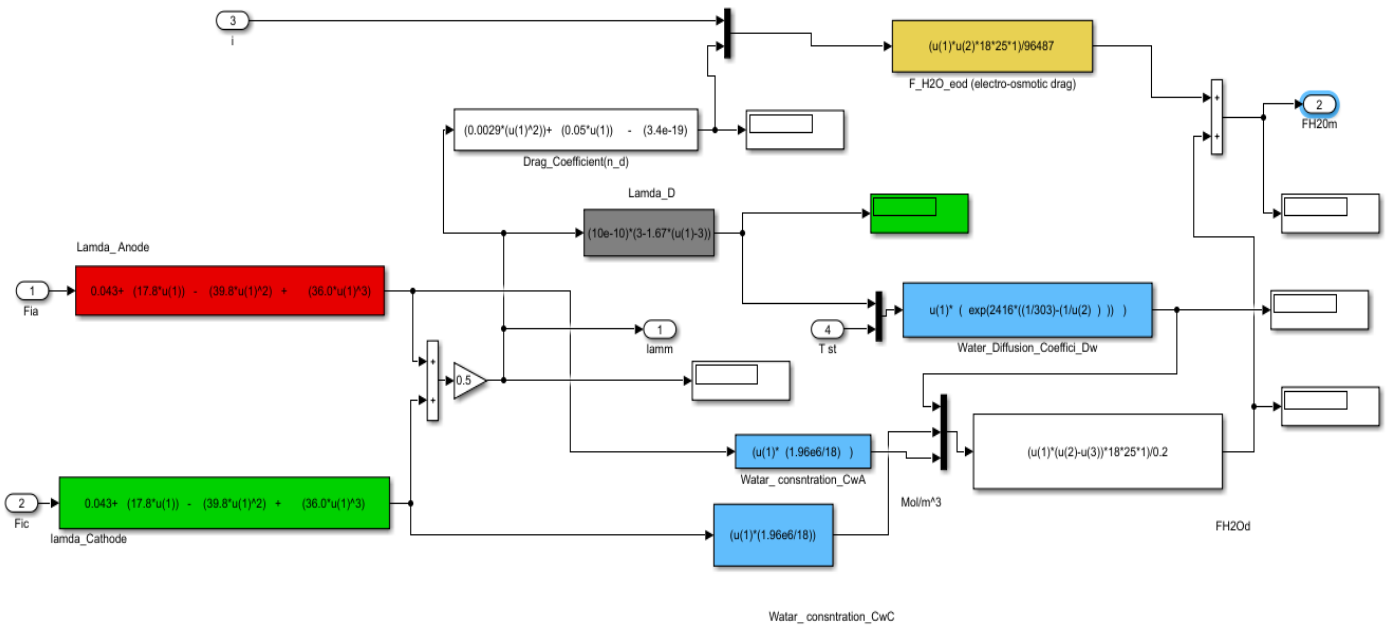 3
i
(u(1)*u(2)*18*25*1)/96487
F_H2O_eod (electro-osmotic drag)
+
+
2
FH20m
(0.0029*(u(1)^2))+ (0.05*u(1)) - (3.4e-19)
Drag_Coefficient(n_d)
Lamda_D
(10e-10)*(3-1.67*(u(1)-3))
Lamda_ Anode
1
Fia
0.043+ (17.8*u(1)) - (39.8*u(1)^2) + (36.0*u(1)^3)
1
lamm
4
T st
u(1)* ( exp(2416*((1/303)-(1/u(2) ) )) )
Water_Diffusion_Coeffici_Dw
+
+
0.5
(u(1)* (1.96e6/18) )
Watar_ consntration_CwA
(u(1)*(u(2)-u(3))*18*25*1)/0.2
Mol/m^3
FH2Od
2
Fic
0.043+ (17.8*u(1)) - (39.8*u(1)^2) + (36.0*u(1)^3)
lamda_Cathode
(u(1)*(1.96e6/18))
Watar_ consntration_CwC